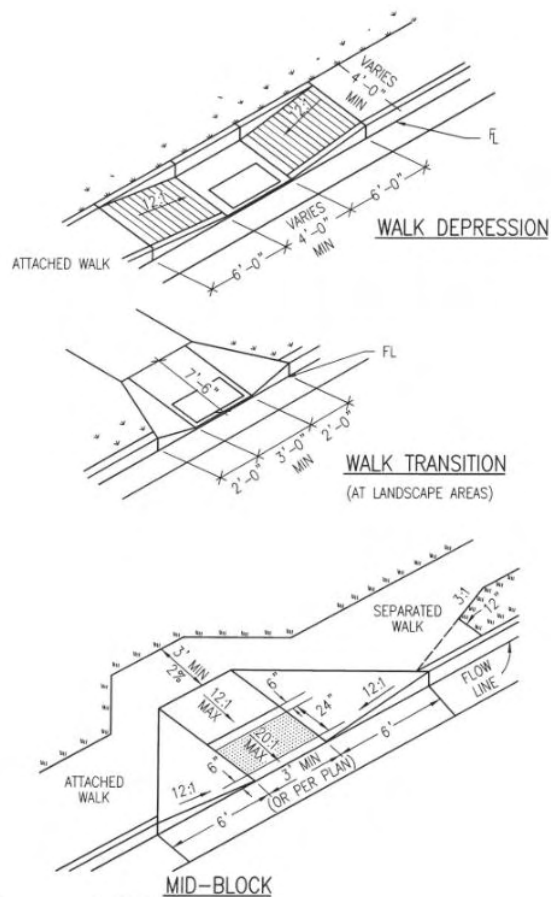 VARIES
4'-0"
MIN
12:1
FL
12:1
6'-0"
VARIES
4'-0"
MIN
6'-0"
WALK DEPRESSION
ATTACHED WALK
FL
7'-6"
2'-0"
3'-0"
MIN
2'-0"
WALK TRANSITION
(AT LANDSCAPE AREAS)
SEPARATED
WALK
3:1
12"
3' MIN
2%
12:1
MAX
6"
24"
12:1
FLOW
LINE
20:1
MAX
6'
ATTACHED
WALK
12:1
6"
3' MIN
(OR PER PLAN)
6'
MID-BLOCK